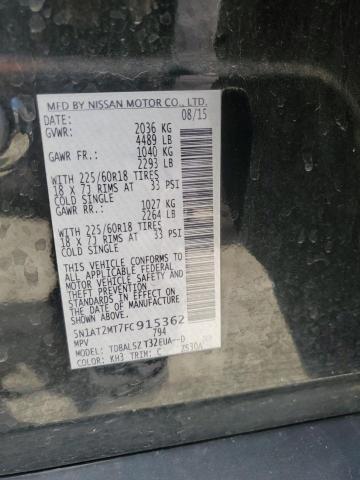 MFD BY NISSAN MOTOR CO., LTD.
DATE: 08/15
GVWR: 2036 KG
4489 LB
GAWR FR: 1040 KG
2293 LB
WITH 225/60R18 TIRES
18 X 7J RIMS AT 33 PSI
COLD SINGLE
GAWR RR: 1027 KG
2264 LB
WITH 225/60R18 TIRES
18 X 7J RIMS AT 33 PSI
COLD SINGLE
THIS VEHICLE CONFORMS
TO ALL APPLICABLE FEDERAL
MOTOR VEHICLE SAFETY
STANDARDS IN EFFECT ON
THE DATE OF MANUFACTURE
SHOWN ABOVE.
5N1AT2MT7FC915362
MPV 794
MODEL: TDBALSZ T32EUA--D
COLOR: KH3 TRIM: C Z530A